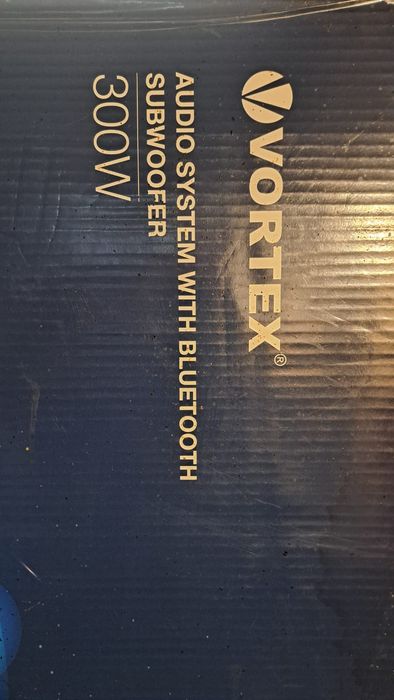 VORTEX®
AUDIO SYSTEM WITH BLUETOOTH
SUBWOOFER
300W